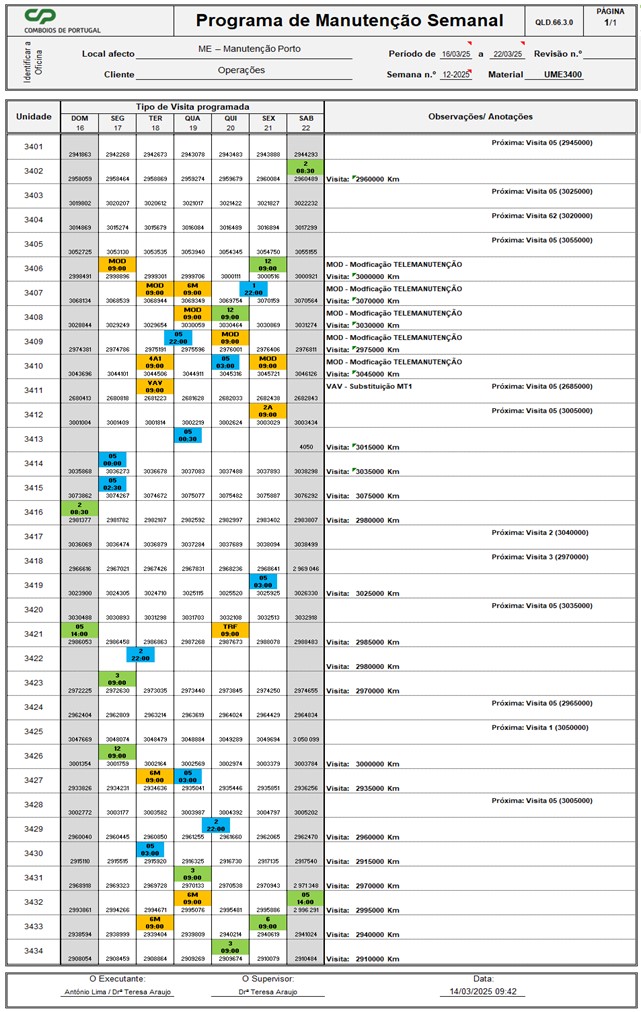 CP
COMBOIOS DE PORTUGAL
Programa de Manutenção Semanal
QLD.66.3.0
PÁGINA
1/1
Identificar a Oficina
Local afecto ME – Manutenção Porto
Período de 16/03/25 a 22/03/25 Revisão n.º
Cliente Operações
Semana n.º 12-2025 Material UME3400
Unidade Tipo de Visita programada Observações/ Anotações
DOM SEG TER QUA QUI SEX SAB
16 17 18 19 20 21 22
3401 Próxima: Visita 05 (2945000)
2941863 2942268 2942673 2943078 2943483 2943888 2944293
3402 2 08:30
2958059 2958464 2958869 2959274 2959679 2960084 2960489 Visita: 2960000 Km
3403 Próxima: Visita 05 (3025000)
3019802 3020207 3020612 3021017 3021422 3021827 3022232
3404 Próxima: Visita 62 (3020000)
3014869 3015274 3015679 3016084 3016489 3016894 3017299
3405 Próxima: Visita 05 (3055000)
3052725 3053130 3053535 3053940 3054345 3054750 3055155
3406 MOD 09:00 12 09:00 MOD - Modficação TELEMANUTENÇÃO
2998491 2998896 2999301 2999706 3000111 3000516 3000921 Visita: 3000000 Km
3407 MOD 09:00 6M 09:00 1 22:00 MOD - Modficação TELEMANUTENÇÃO
3068134 3068539 3068944 3069349 3069754 3070159 3070564 Visita: 3070000 Km
3408 MOD 09:00 12 09:00 MOD - Modficação TELEMANUTENÇÃO
3028844 3029249 3029654 3030059 3030464 3030869 3031274 Visita: 3030000 Km
3409 05 22:00 MOD 09:00 MOD - Modficação TELEMANUTENÇÃO
2974381 2974786 2975191 2975596 2976001 2976406 2976811 Visita: 2975000 Km
3410 4A1 09:00 05 03:00 MOD 09:00 MOD - Modficação TELEMANUTENÇÃO
3043696 3044101 3044506 3044911 3045316 3045721 3046126 Visita: 3045000 Km
3411 VAV 09:00 VAV - Substituição MT1 Próxima: Visita 05 (2685000)
2680413 2680818 2681223 2681628 2682033 2682438 2682843
3412 2A 09:00 Próxima: Visita 05 (3005000)
3001004 3001409 3001814 3002219 3002624 3003029 3003434
3413 05 00:30
4050 Visita: 3015000 Km
3414 05 00:00
3035868 3036273 3036678 3037083 3037488 3037893 3038298 Visita: 3035000 Km
3415 05 02:30
3073862 3074267 3074672 3075077 3075482 3075887 3076292 Visita: 3075000 Km
3416 2 08:30
2981377 2981782 2982187 2982592 2982997 2983402 2983807 Visita: 2980000 Km
3417 Próxima: Visita 2 (3040000)
3036069 3036474 3036879 3037284 3037689 3038094 3038499
3418 Próxima: Visita 3 (2970000)
2966616 2967021 2967426 2967831 2968236 2968641 2 969 046
3419 05 03:00
3023900 3024305 3024710 3025115 3025520 3025925 3026330 Visita: 3025000 Km
3420 Próxima: Visita 05 (3035000)
3030488 3030893 3031298 3031703 3032108 3032513 3032918
3421 05 14:00 TRF 09:00
2986053 2986458 2986863 2987268 2987673 2988078 2988483 Visita: 2985000 Km
3422 2 22:00
Visita: 2980000 Km
3423 3 09:00
2972225 2972630 2973035 2973440 2973845 2974250 2974655 Visita: 2970000 Km
3424 Próxima: Visita 05 (2965000)
2962404 2962809 2963214 2963619 2964024 2964429 2964834
3425 Próxima: Visita 1 (3050000)
3047669 3048074 3048479 3048884 3049289 3049694 3 050 099
3426 12 09:00
3001354 3001759 3002164 3002569 3002974 3003379 3003784 Visita: 3000000 Km
3427 6M 09:00 05 03:00
2933826 2934231 2934636 2935041 2935446 2935851 2936256 Visita: 2935000 Km
3428 Próxima: Visita 05 (3005000)
3002772 3003177 3003582 3003987 3004392 3004797 3005202
3429 2 22:00
2960040 2960445 2960850 2961255 2961660 2962065 2962470 Visita: 2960000 Km
3430 05 03:00
2915110 2915515 2915920 2916325 2916730 2917135 2917540 Visita: 2915000 Km
3431 3 09:00
2968918 2969323 2969728 2970133 2970538 2970943 2 971 348 Visita: 2970000 Km
3432 6M 09:00 05 14:00
2993861 2994266 2994671 2995076 2995481 2995886 2 996 291 Visita: 2995000 Km
3433 6M 09:00 6 09:00
2938594 2938999 2939404 2939809 2940214 2940619 2941024 Visita: 2940000 Km
3434 3 09:00
2908054 2908459 2908864 2909269 2909674 2910079 2910484 Visita: 2910000 Km
O Executante: O Supervisor: Data:
António Lima / Drª Teresa Araujo Drª Teresa Araujo 14/03/2025 09:42